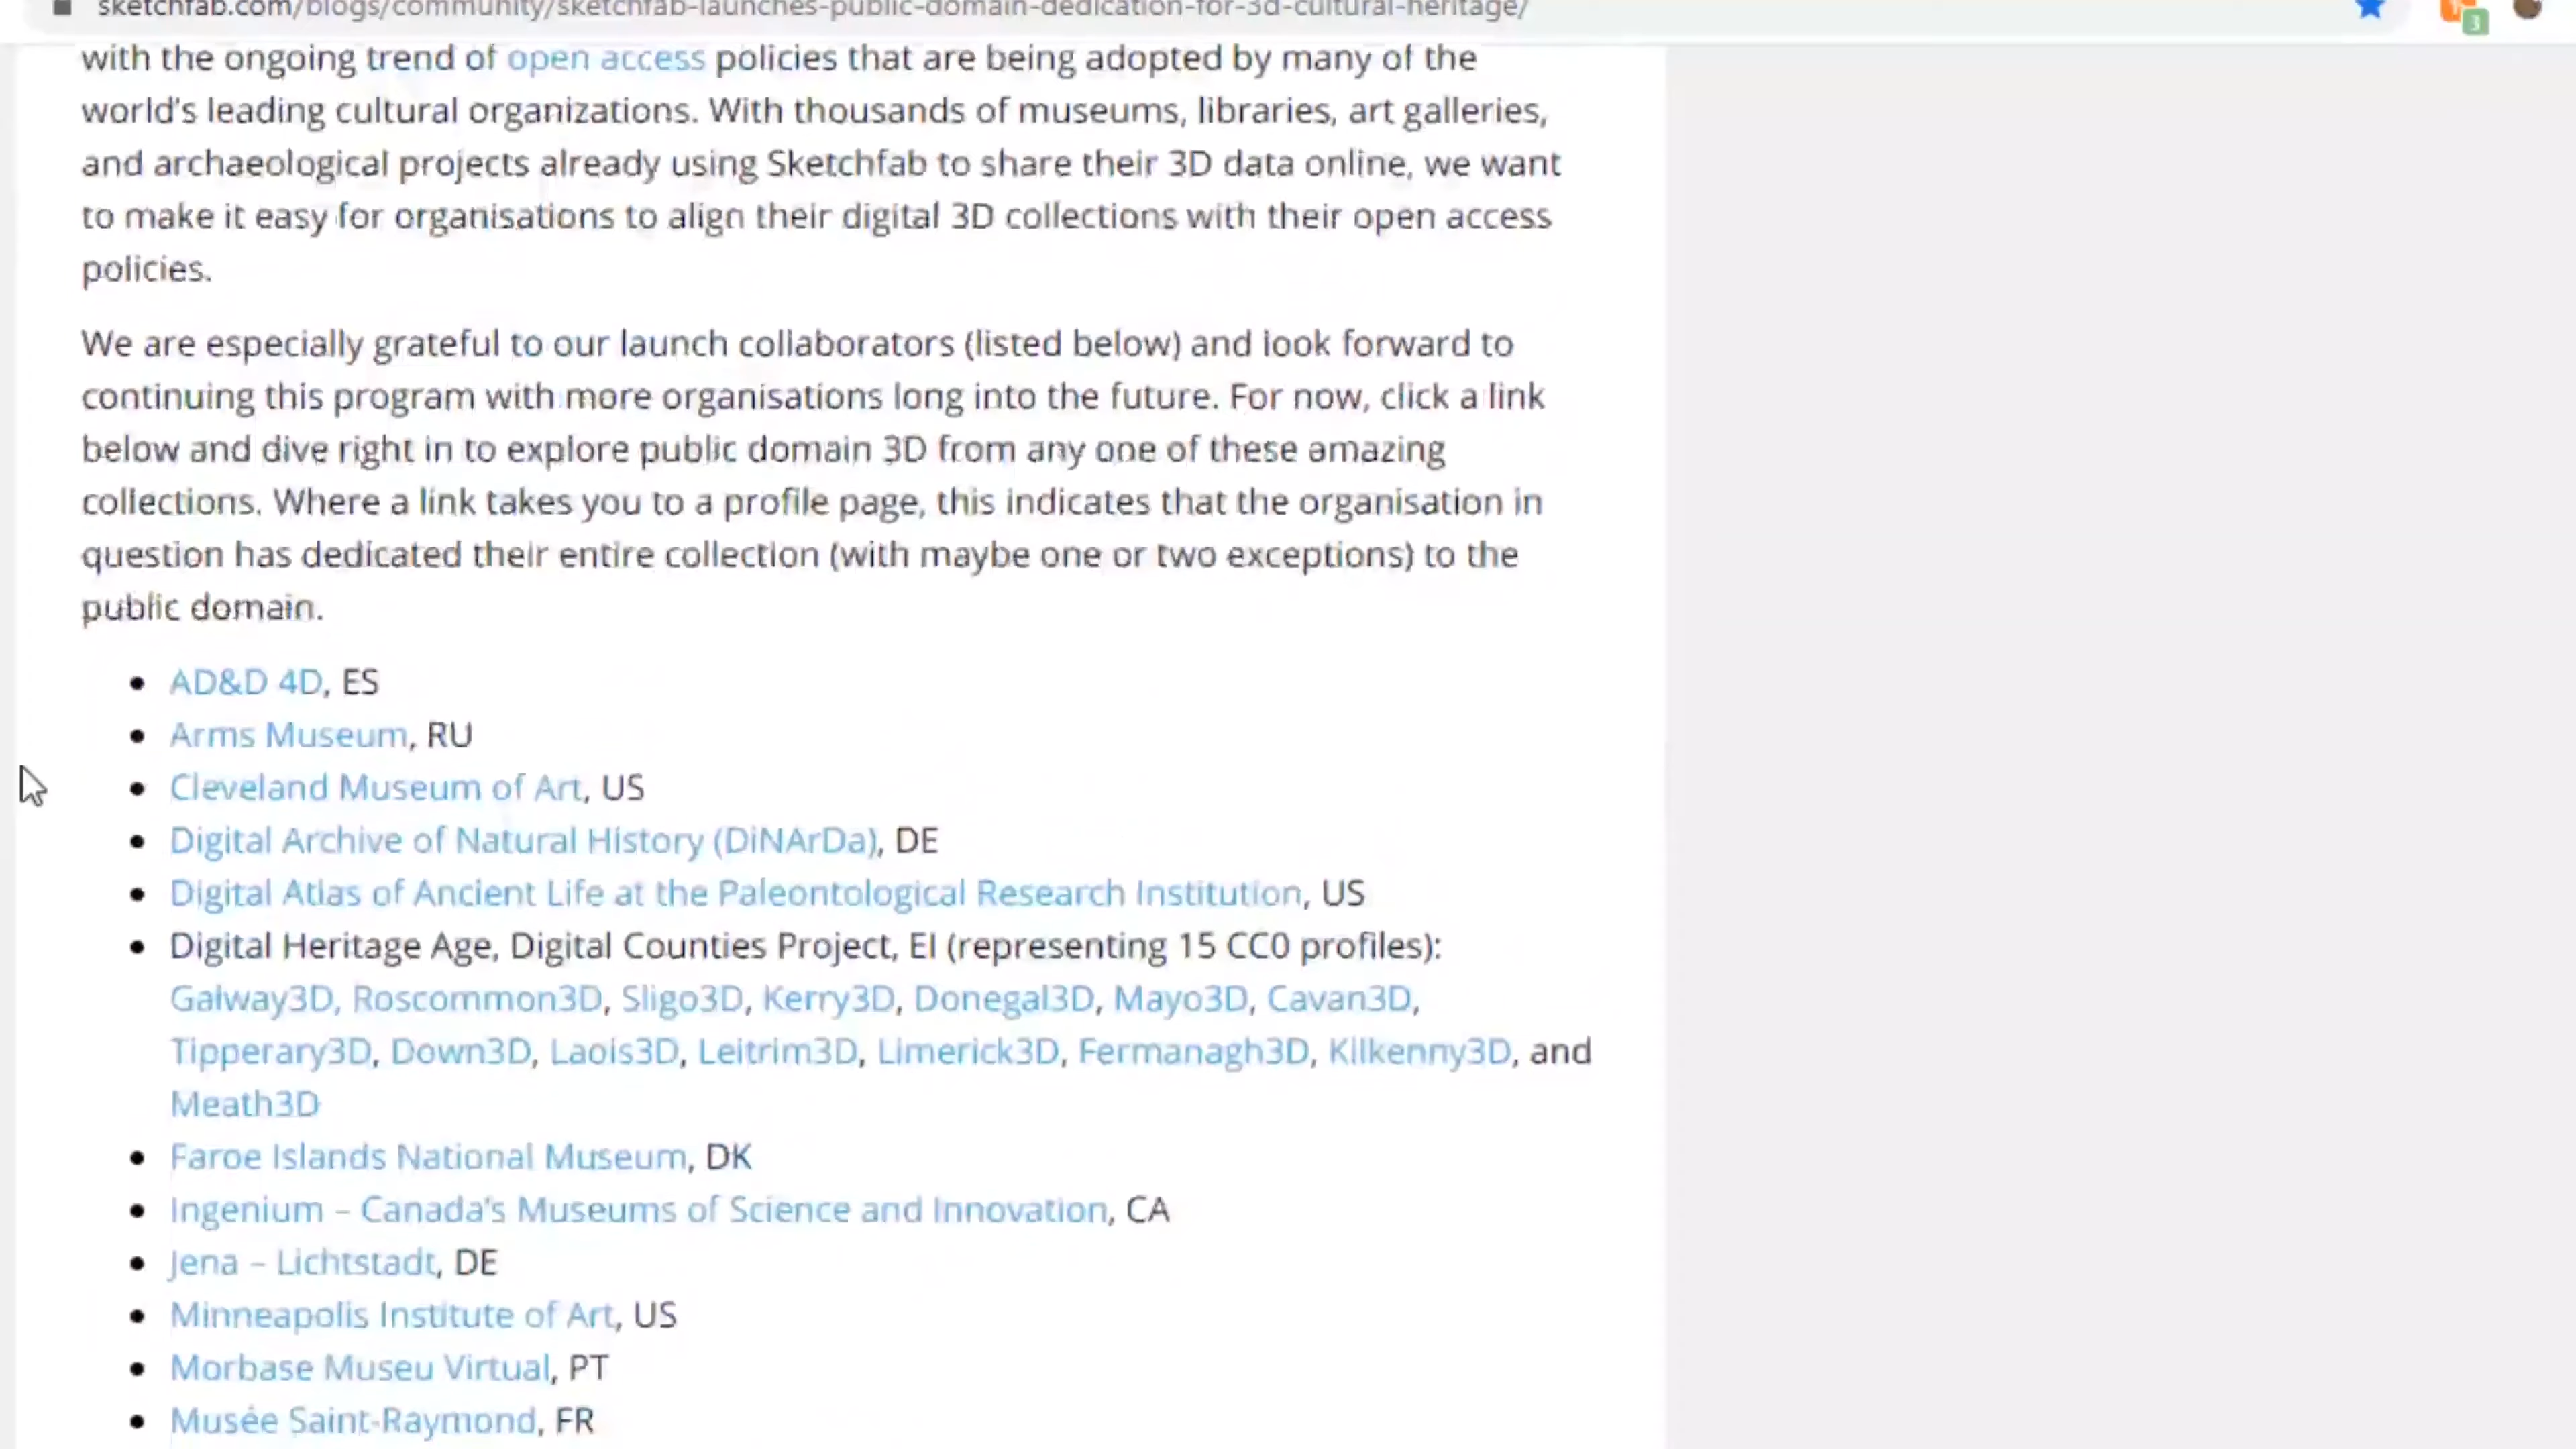 sketchfab.com/blogs/community/sketchfab-launches-public-domain-dedication-for-3d-cultural-heritage/
3
with the ongoing trend of open access policies that are being adopted by many of the
world's leading cultural organizations. With thousands of museums, libraries, art galleries,
and archaeological projects already using Sketchfab to share their 3D data online, we want
to make it easy for organisations to align their digital 3D collections with their open access
policies.
We are especially grateful to our launch collaborators (listed below) and look forward to
continuing this program with more organisations long into the future. For now, click a link
below and dive right in to explore public domain 3D from any one of these amazing
collections. Where a link takes you to a profile page, this indicates that the organisation in
question has dedicated their entire collection (with maybe one or two exceptions) to the
public domain.
• AD&D 4D, ES
• Arms Museum, RU
• Cleveland Museum of Art, US
• Digital Archive of Natural History (DiNArDa), DE
• Digital Atlas of Ancient Life at the Paleontological Research Institution, US
• Digital Heritage Age, Digital Counties Project, EI (representing 15 CC0 profiles):
Galway3D, Roscommon3D, Sligo3D, Kerry3D, Donegal3D, Mayo3D, Cavan3D,
Tipperary3D, Down3D, Laois3D, Leitrim3D, Limerick3D, Fermanagh3D, Kilkenny3D, and
Meath3D
• Faroe Islands National Museum, DK
• Ingenium – Canada's Museums of Science and Innovation, CA
• Jena – Lichtstadt, DE
• Minneapolis Institute of Art, US
• Morbase Museu Virtual, PT
• Musée Saint-Raymond, FR